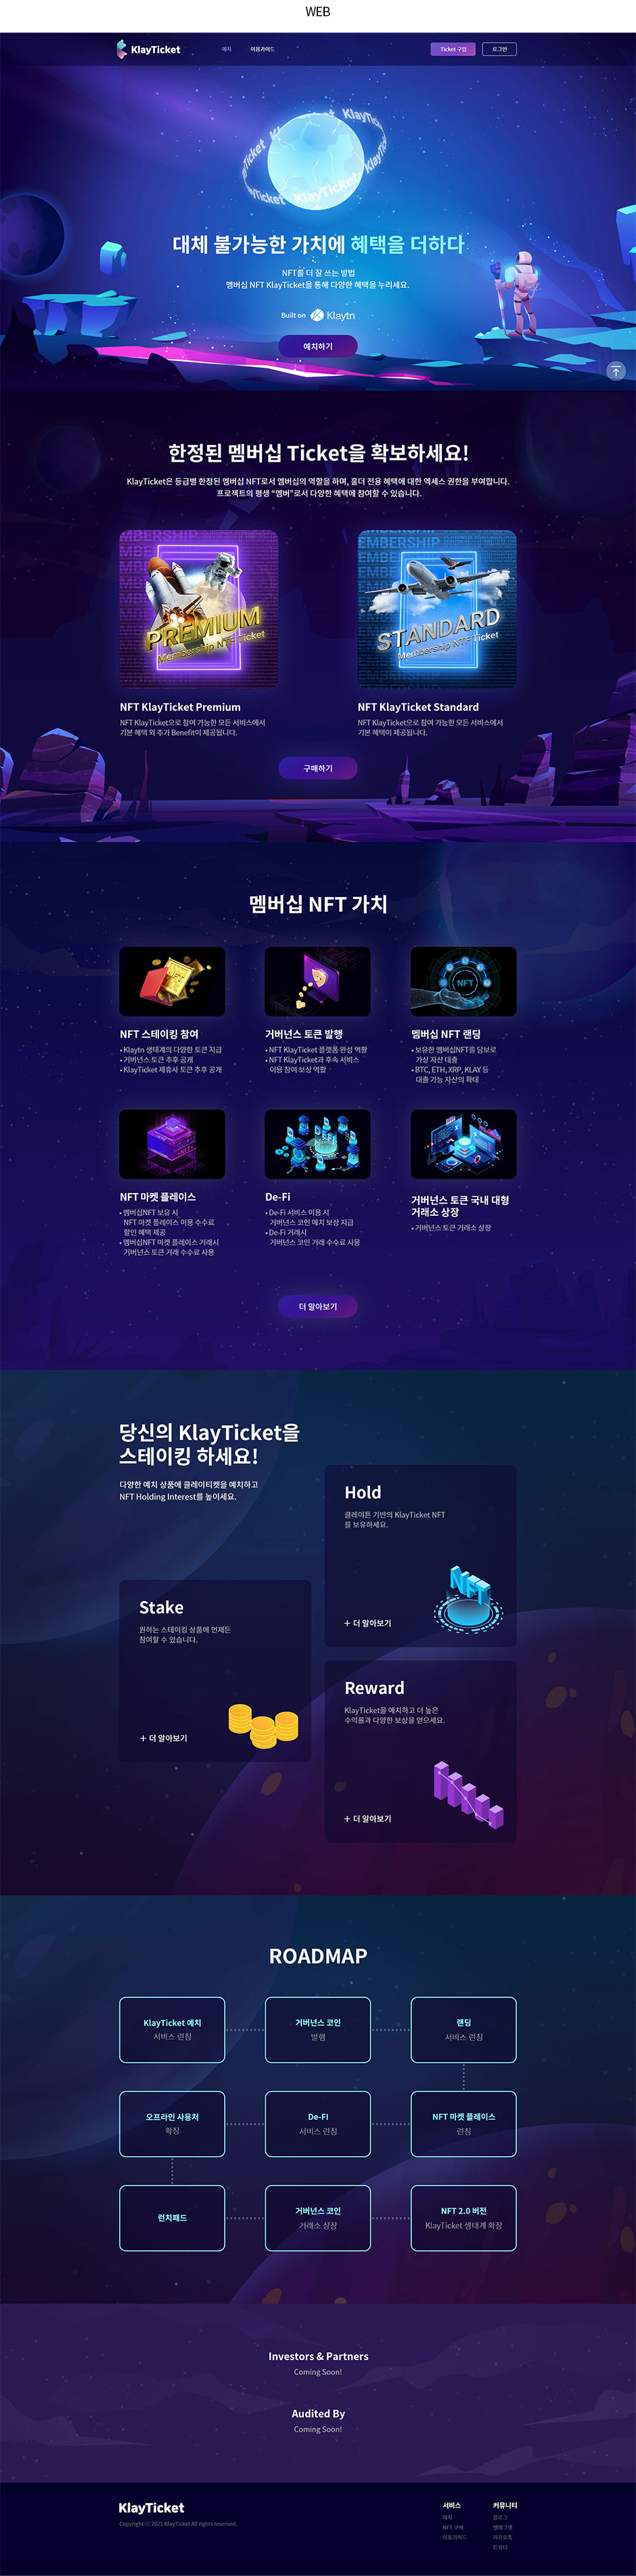 WEB
KlayTicket
예치
이용가이드
Ticket 구입
로그인
KlayTicket
대체 불가능한 가치에 혜택을 더하다
NFT를 더 잘 쓰는 방법
멤버십 NFT KlayTicket을 통해 다양한 혜택을 누리세요.
Built on Klaytn
예치하기
한정된 멤버십 Ticket을 확보하세요!
KlayTicket은 등급별 한정된 멤버십 NFT로서 멤버십의 역할을 하며, 홀더 전용 혜택에 대한 엑세스 권한을 부여합니다.
프로젝트의 평생 “멤버”로서 다양한 혜택에 참여할 수 있습니다.
PREMIUM
Membership NTF Ticket
STANDARD
Membership NTF Ticket
NFT KlayTicket Premium
NFT KlayTicket으로 참여 가능한 모든 서비스에서
기본 혜택 외 추가 Benefit이 제공됩니다.
NFT KlayTicket Standard
NFT KlayTicket으로 참여 가능한 모든 서비스에서
기본 혜택이 제공됩니다.
구매하기
멤버십 NFT 가치
NFT
NFT 스테이킹 참여
• Klaytn 생태계의 다양한 토큰 지급
• 거버넌스 토큰 추후 공개
• KlayTicket 제휴사 토큰 추후 공개
거버넌스 토큰 발행
• NFT KlayTicket 플랫폼 완성 역할
• NFT KlayTicket과 후속 서비스
이용 참여 보상 역할
멤버십 NFT 랜딩
• 보유한 멤버십NFT를 담보로
가상 자산 대출
• BTC, ETH, XRP, KLAY 등
대출 가능 자산의 확대
NFT 마켓 플레이스
• 멤버십NFT 보유 시
NFT 마켓 플레이스 이용 수수료
할인 혜택 제공
• 멤버십NFT 마켓 플레이스 거래시
거버넌스 토큰 거래 수수료 사용
De-Fi
• De-Fi 서비스 이용 시
거버넌스 코인 예치 보상 지급
• De-Fi 거래시
거버넌스 코인 거래 수수료 사용
거버넌스 토큰 국내 대형
거래소 상장
• 거버넌스 토큰 거래소 상장
더 알아보기
당신의 KlayTicket을
스테이킹 하세요!
다양한 예치 상품에 클레이티켓을 예치하고
NFT Holding Interest를 높이세요.
Hold
클레이튼 기반의 KlayTicket NFT
를 보유하세요.
NFT
+ 더 알아보기
Stake
원하는 스테이킹 상품에 언제든
참여할 수 있습니다.
+ 더 알아보기
Reward
KlayTicket을 예치하고 더 높은
수익률과 다양한 보상을 얻으세요.
+ 더 알아보기
ROADMAP
KlayTicket 예치
서비스 런칭
거버넌스 코인
발행
랜딩
서비스 런칭
오프라인 사용처
확장
De-FI
서비스 런칭
NFT 마켓 플레이스
런칭
런치패드
거버넌스 코인
거래소 상장
NFT 2.0 버전
KlayTicket 생태계 확장
Investors & Partners
Coming Soon!
Audited By
Coming Soon!
KlayTicket
Copyright ⓒ 2021 KlayTicket All rights reserved.
서비스
예치
NFT 구매
이용가이드
커뮤니티
블로그
텔레그램
카카오톡
트위터